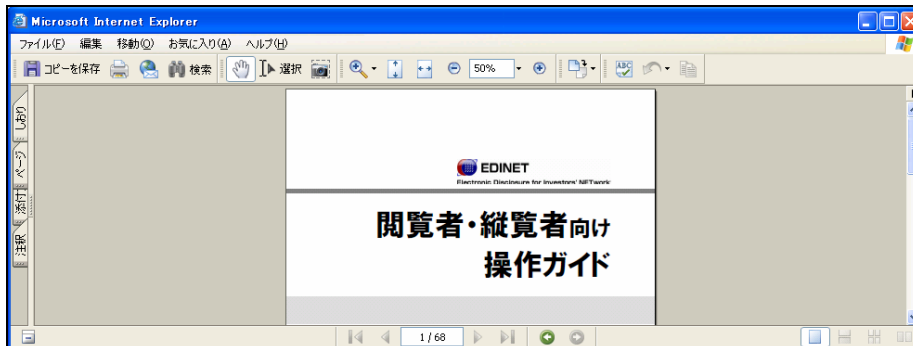 Microsoft Internet Explorer
ファイル(F) 編集 移動(O) お気に入り(A) ヘルプ(H)
コピーを保存 検索 選択 50%
しおり
ページ
添付
注釈
EDINET
Electronic Disclosure for Investors' NETwork
閲覧者・縦覧者向け
操作ガイド
1 / 68